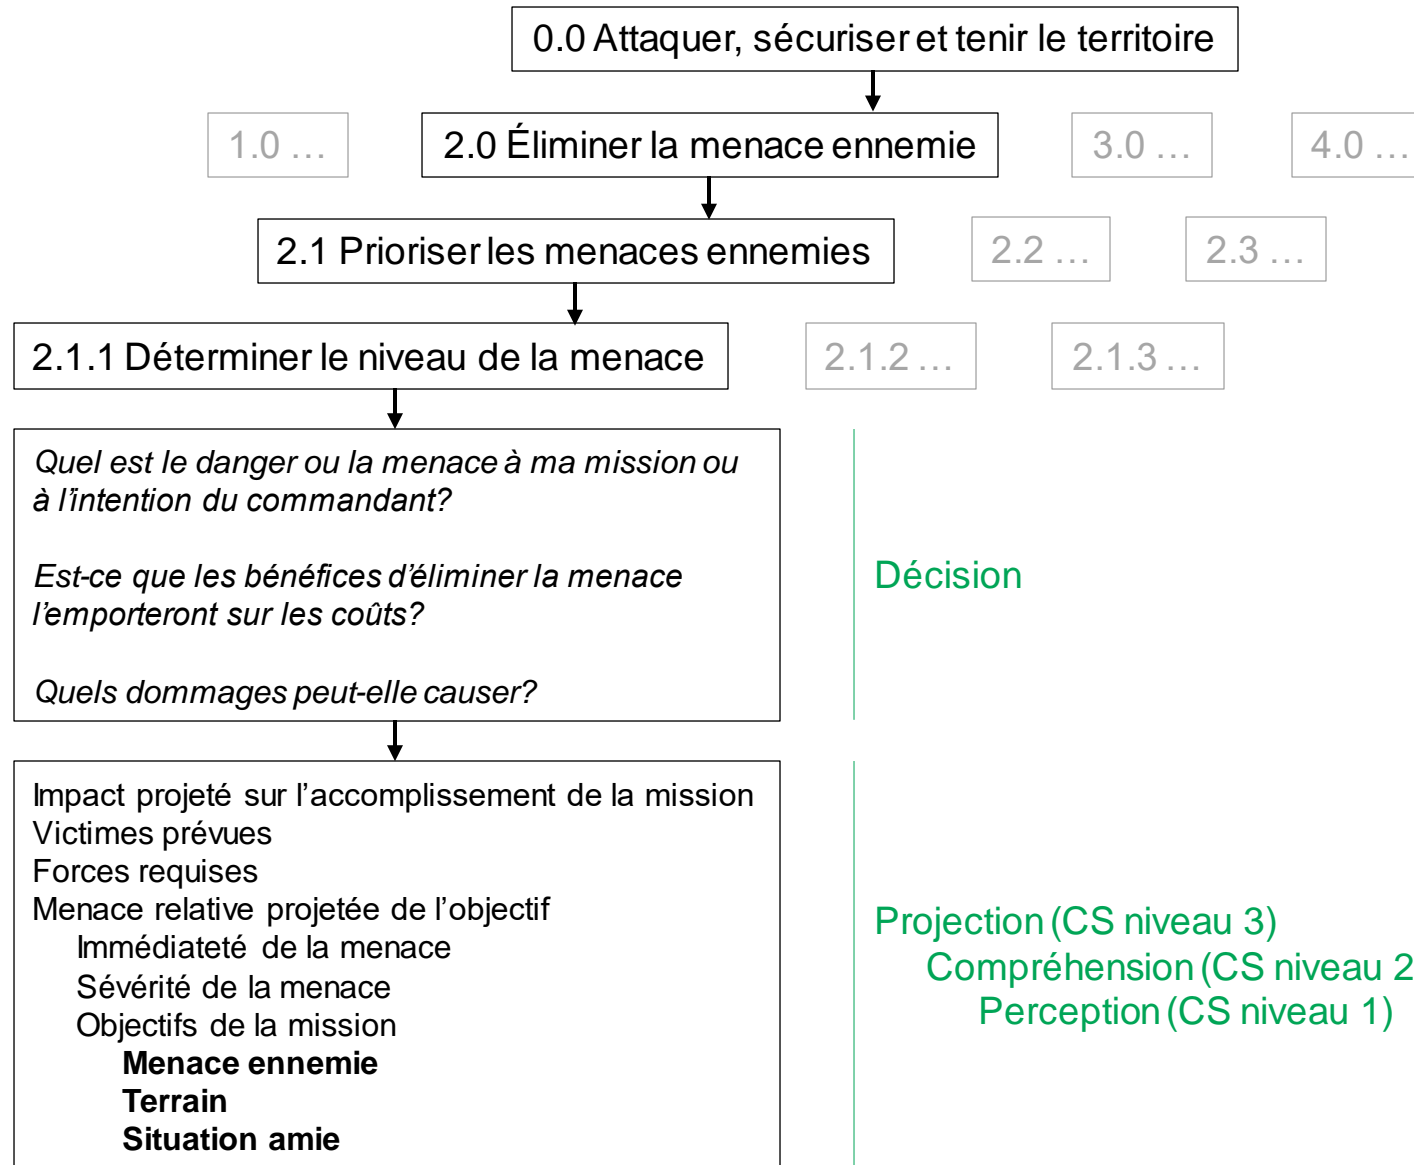 0.0 Attaquer, sécuriser et tenir le territoire
1.0 …
2.0 Éliminer la menace ennemie
3.0 …
4.0 …
2.1 Prioriser les menaces ennemies
2.2 …
2.3 …
2.1.1 Déterminer le niveau de la menace
2.1.2 …
2.1.3 …
Quel est le danger ou la menace à ma mission ou
à l’intention du commandant?
Est-ce que les bénéfices d’éliminer la menace
l’emporteront sur les coûts?
Quels dommages peut-elle causer?
Décision
Impact projeté sur l’accomplissement de la mission
Victimes prévues
Forces requises
Menace relative projetée de l’objectif
Immédiateté de la menace
Sévérité de la menace
Objectifs de la mission
Menace ennemie
Terrain
Situation amie
Projection (CS niveau 3)
Compréhension (CS niveau 2
Perception (CS niveau 1)